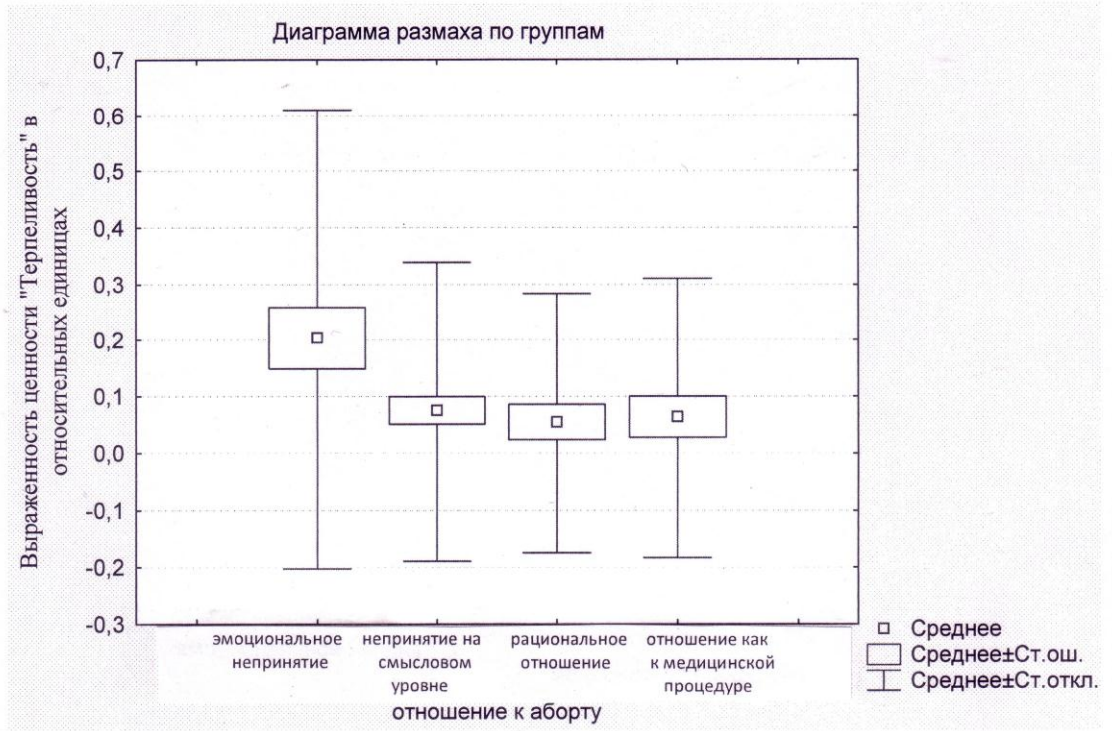 Диаграмма размаха по группам
Выраженность ценности "Терпеливость" в
относительных единицах
0,7
0,6
0,5
0,4
0,3
0,2
0,1
0,0
-0,1
-0,2
-0,3
эмоциональное
непринятие
непринятие на
смысловом
уровне
рациональное
отношение
отношение как
к медицинской
процедуре
отношение к аборту
Среднее
Среднее±Ст.ош.
Среднее±Ст.откл.